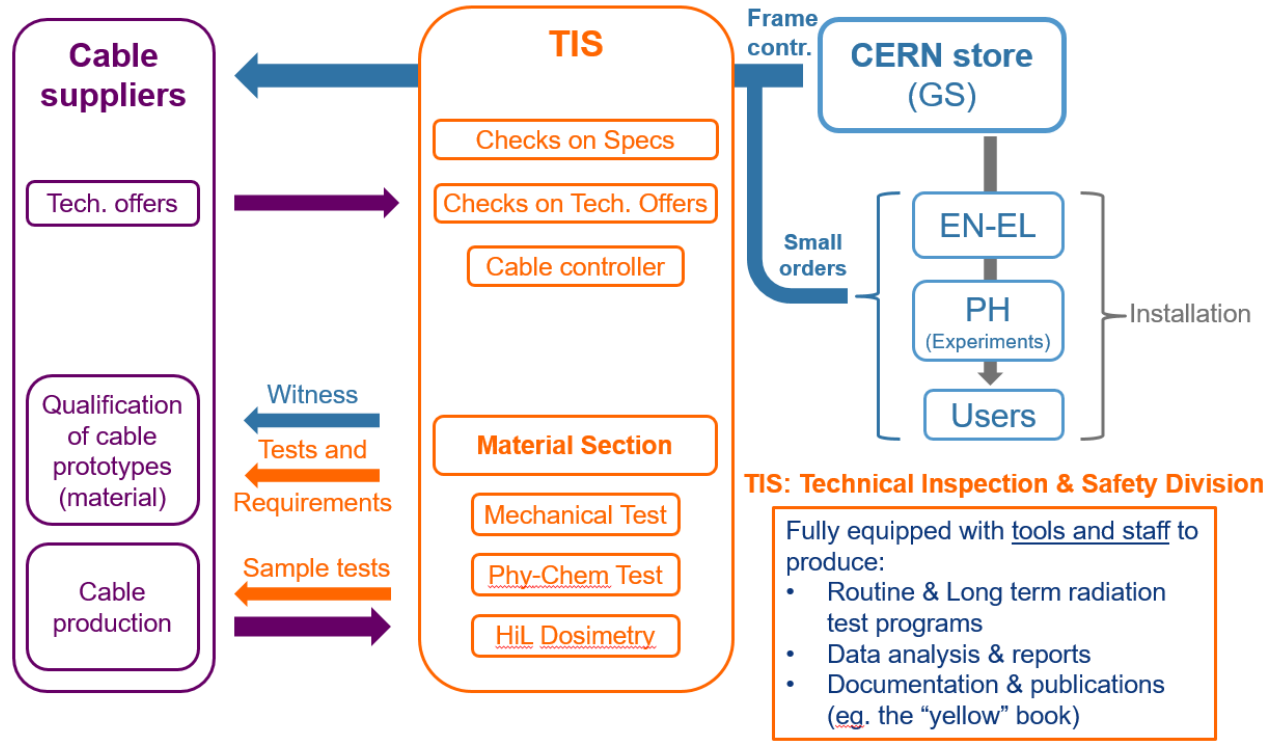 Cable
suppliers
Tech. offers
Qualification
of cable
prototypes
(material)
Cable
production
Witness
Tests and
Requirements
Sample tests
TIS
Checks on Specs
Checks on Tech. Offers
Cable controller
Material Section
Mechanical Test
Phy-Chem Test
HiL Dosimetry
Frame
contr.
CERN store
(GS)
Small
orders
EN-EL
PH
(Experiments)
Users
Installation
TIS: Technical Inspection & Safety Division
Fully equipped with tools and staff to
produce:
• Routine & Long term radiation
test programs
• Data analysis & reports
• Documentation & publications
(eg. the “yellow” book)